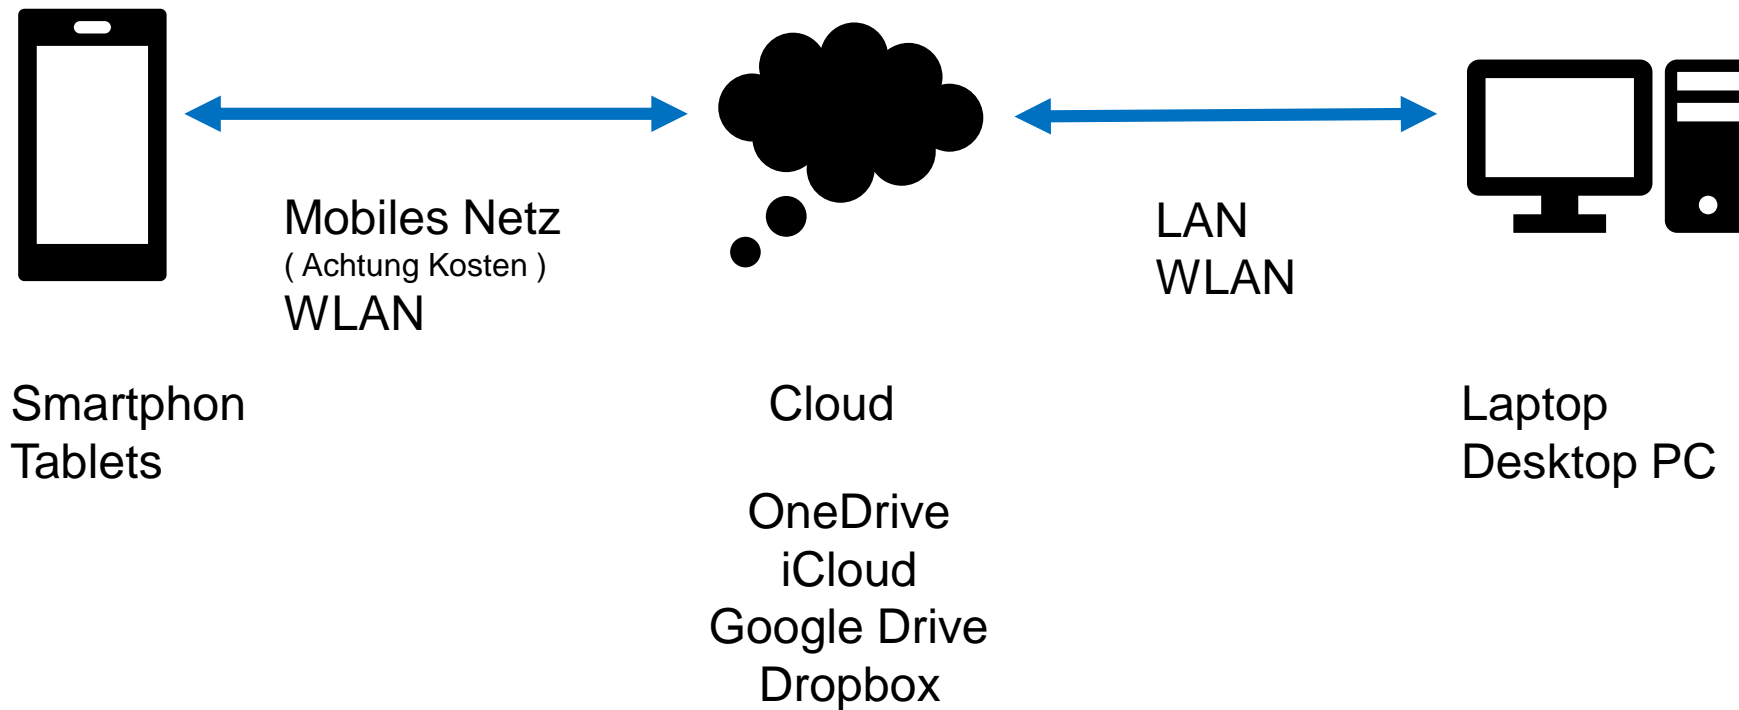 Mobiles Netz
( Achtung Kosten )
WLAN
LAN
WLAN
Smartphon
Tablets
Cloud
OneDrive
iCloud
Google Drive
Dropbox
Laptop
Desktop PC